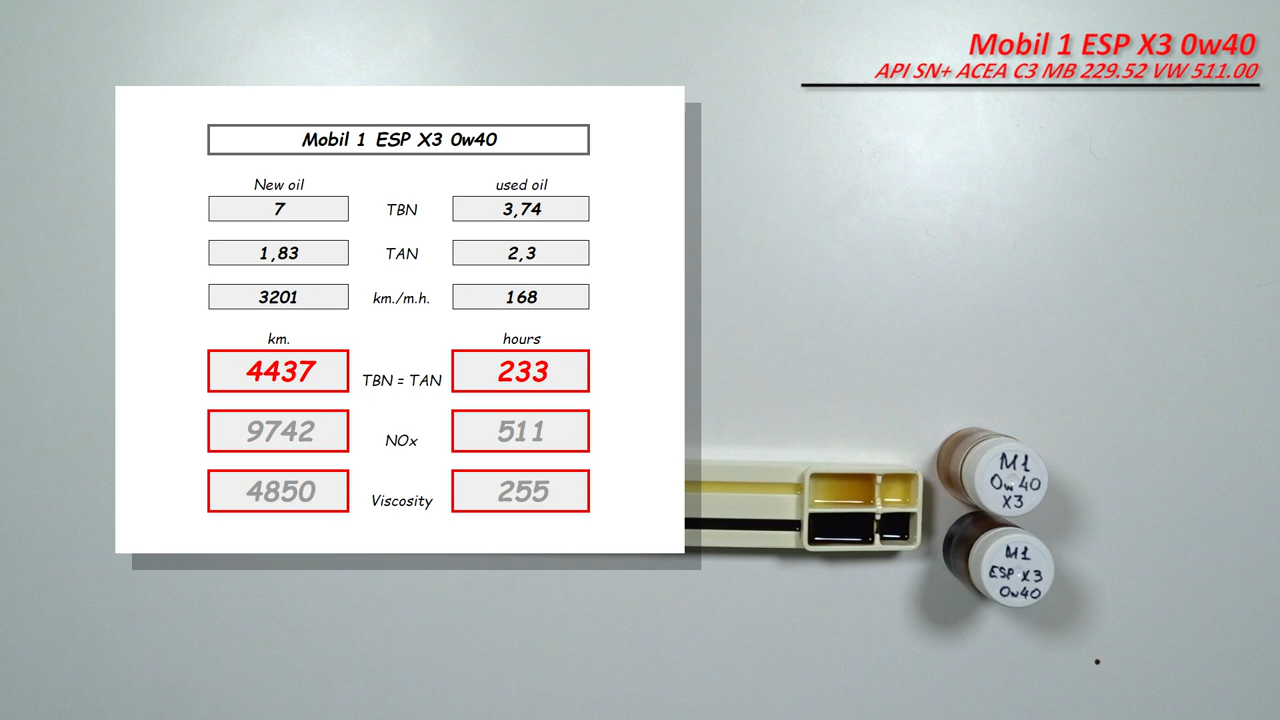 Mobil 1 ESP X3 0w40
API SN+ ACEA C3 MB 229.52 VW 511.00
Mobil 1 ESP X3 0w40
New oil used oil
7 TBN 3,74
1,83 TAN 2,3
3201 km./m.h. 168
km. hours
4437 TBN = TAN 233
9742 NOx 511
4850 Viscosity 255
M1
0w40
X3
M1
ESP X3
0w40